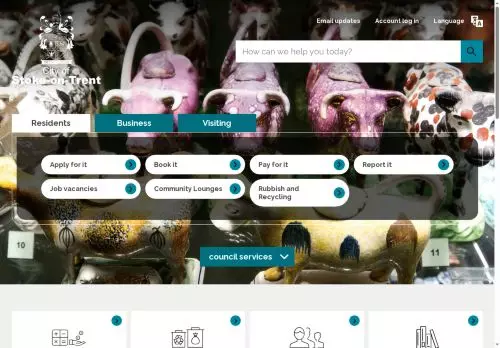 Email updates
Account log in
Language
City of
Stoke-on-Trent
How can we help you today?
Residents
Business
Visiting
Apply for it
Book it
Pay for it
Report it
Job vacancies
Community Lounges
Rubbish and
Recycling
10
11
council services